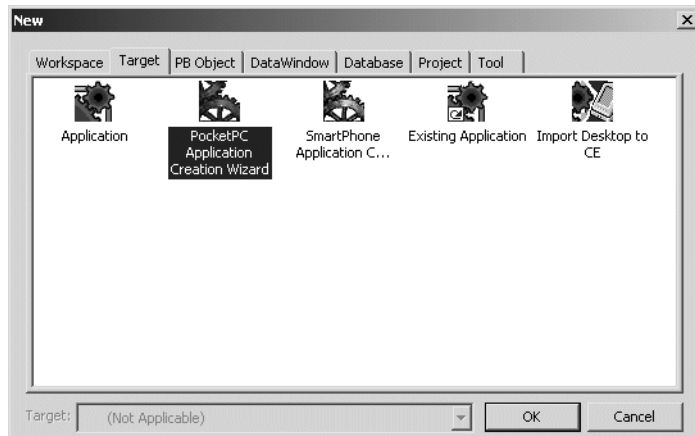 New
Workspace Target PB Object DataWindow Database Project Tool
Application
PocketPC
Application
Creation Wizard
SmartPhone
Application C...
Existing Application
Import Desktop to
CE
Target: (Not Applicable) OK Cancel